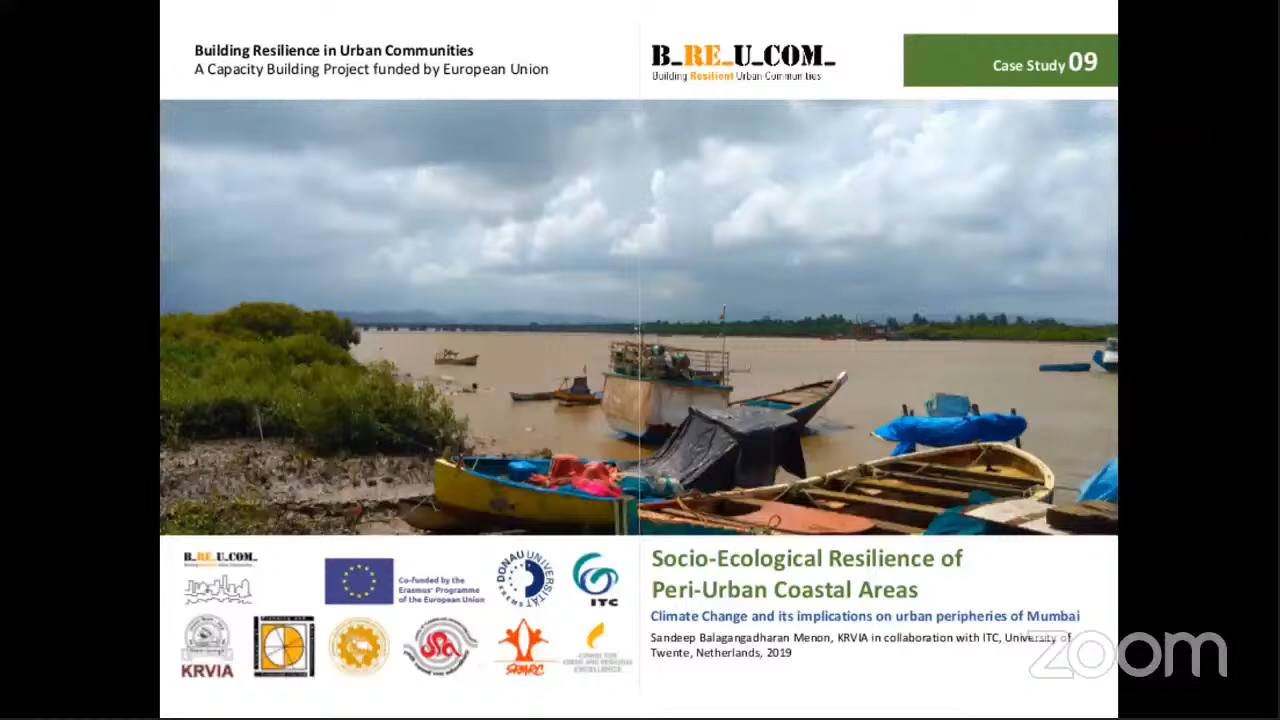 Building Resilience in Urban Communities
A Capacity Building Project funded by European Union
B_RE_U_COM_
Building Resilient Urban Communities
Case Study 09
B_RE_U_COM_
Co-funded by the
Erasmus+ Programme
of the European Union
DONAU UNIVERSITÄT
KREMS
ITC
KRVIA
Socio-Ecological Resilience of
Peri-Urban Coastal Areas
Climate Change and its implications on urban peripheries of Mumbai
Sandeep Balagangadharan Menon, KRVIA in collaboration with ITC, University of
Twente, Netherlands, 2019
zoom